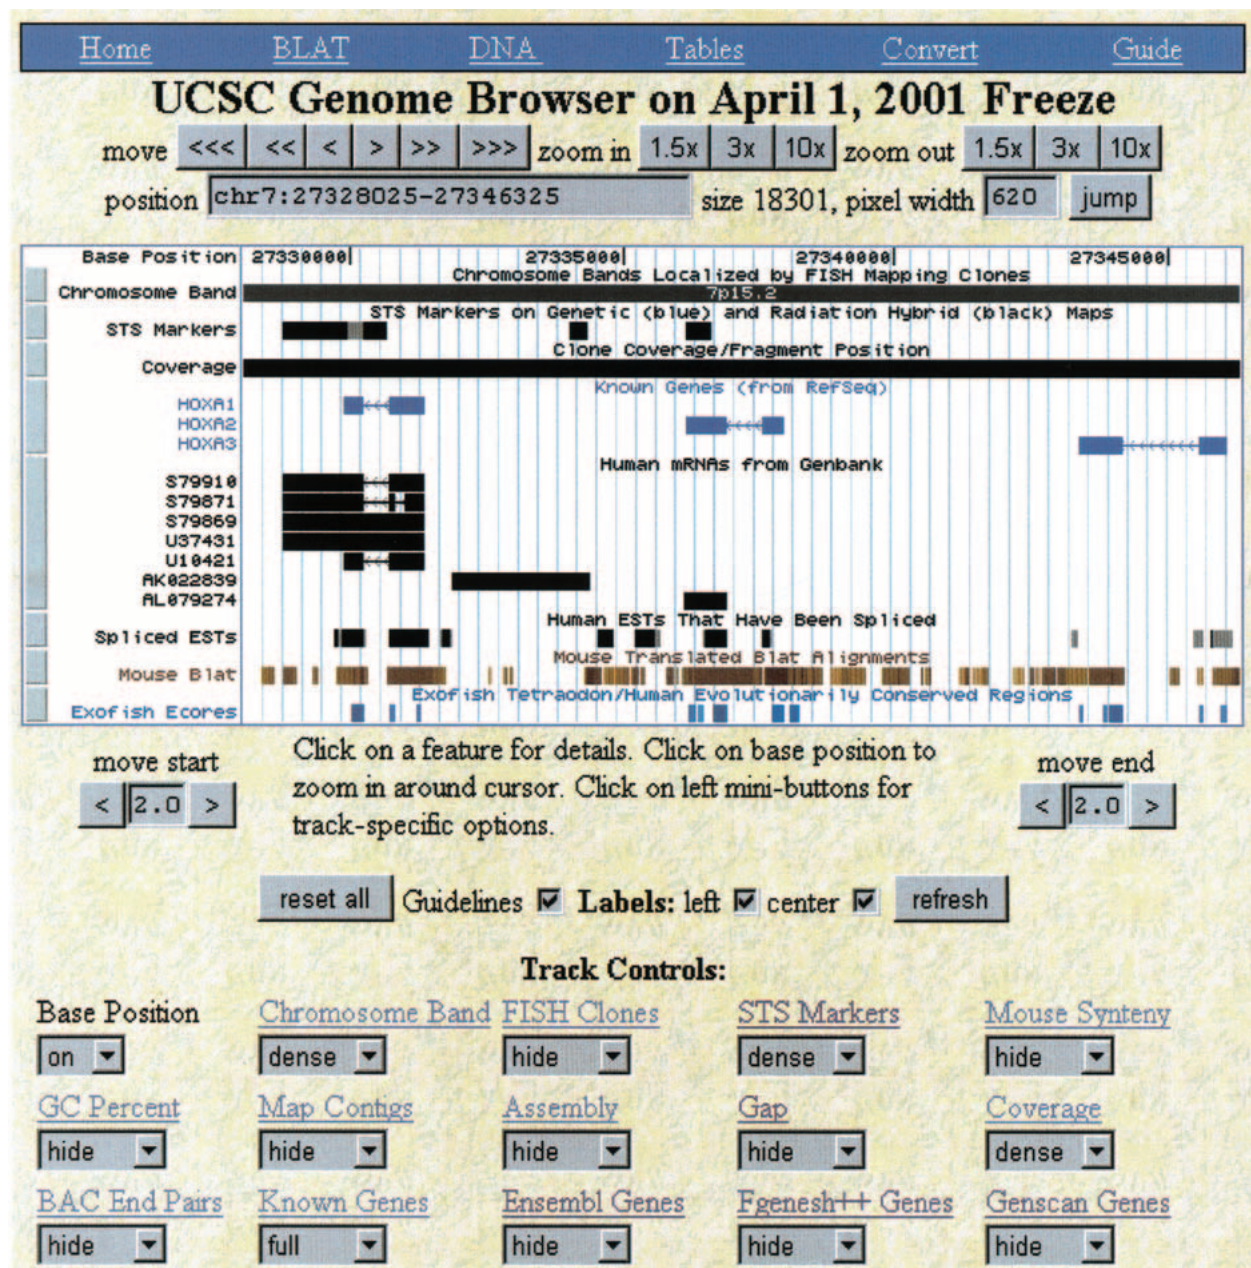 Home BLAT DNA Tables Convert Guide
UCSC Genome Browser on April 1, 2001 Freeze
move <<< << < > >> >>> zoom in 1.5x 3x 10x zoom out 1.5x 3x 10x
position chr7:27328025-27346325 size 18301, pixel width 620 jump
Base Position 27330000| 27335000| 27340000| 27345000|
Chromosome Bands Localized by FISH Mapping Clones
Chromosome Band 7p15.2
STS Markers on Genetic (blue) and Radiation Hybrid (black) Maps
STS Markers
Clone Coverage/Fragment Position
Coverage
Known Genes (from RefSeq)
HOXA1
HOXA2
HOXA3
Human mRNAs from Genbank
S79910
S79871
S79869
U37431
U10421
AK022839
AL079274
Human ESTs That Have Been Spliced
Spliced ESTs
Mouse Translated Blat Alignments
Mouse Blat
Exofish Tetraodon/Human Evolutionarily Conserved Regions
Exofish Ecores
move start Click on a feature for details. Click on base position to move end
< 2.0 > zoom in around cursor. Click on left mini-buttons for < 2.0 >
track-specific options.
reset all Guidelines Labels: left center refresh
Track Controls:
Base Position Chromosome Band FISH Clones STS Markers Mouse Synteny
on dense hide dense hide
GC Percent Map Contigs Assembly Gap Coverage
hide hide hide hide dense
BAC End Pairs Known Genes Ensembl Genes Fgenesh++ Genes Genscan Genes
hide full hide hide hide